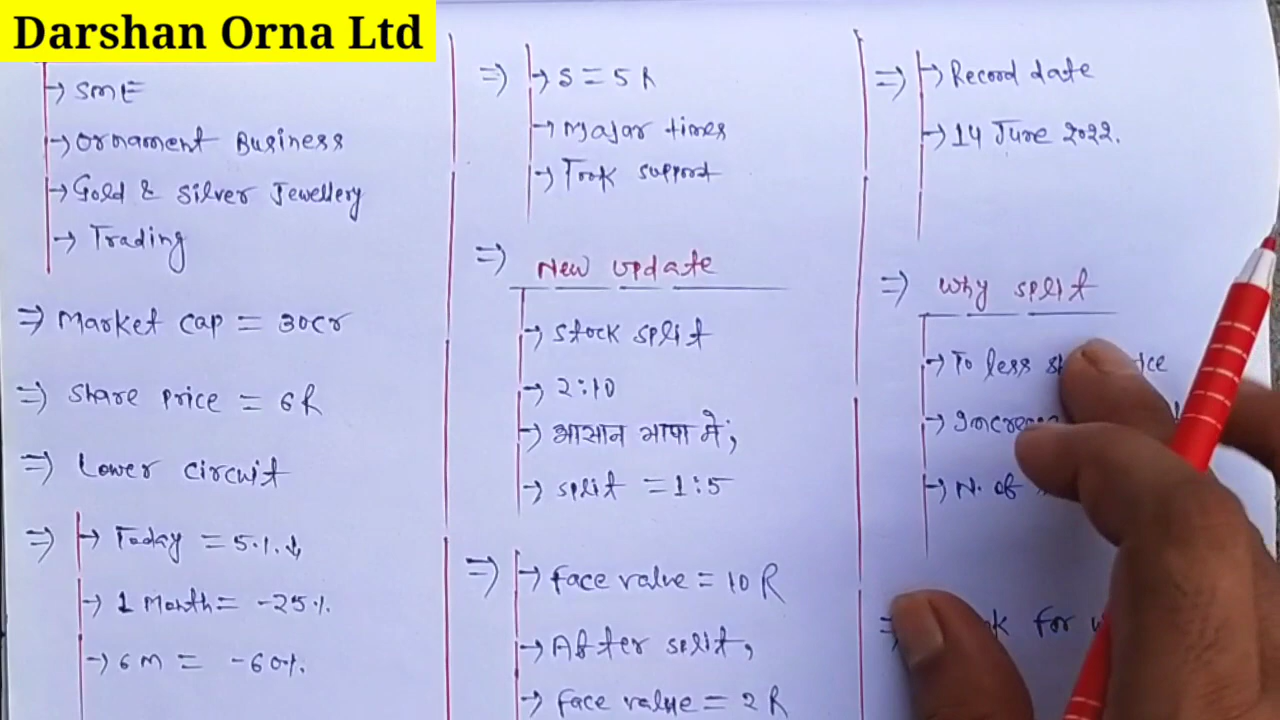 Darshan Orna Ltd
→ SME
→ Ornament Business
→ Gold & Silver Jewellery
→ Trading
⇒ Market cap = 30cr
⇒ Share price = 6 R
⇒ Lower circuit
⇒ → Today = 5.1. ↓
→ 1 Month = -25%.
→ 6 M = -60%.
⇒ → S = 5 R
→ Major times
→ Took support
⇒ New update
→ Stock split
→ 2:10
→ आसान भाषा में,
→ split = 1:5
⇒ → face value = 10 R
→ After split,
→ face value = 2 R
⇒ → Record date
→ 14 June 2022.
⇒ Why split
→ To less
→ N. of
for